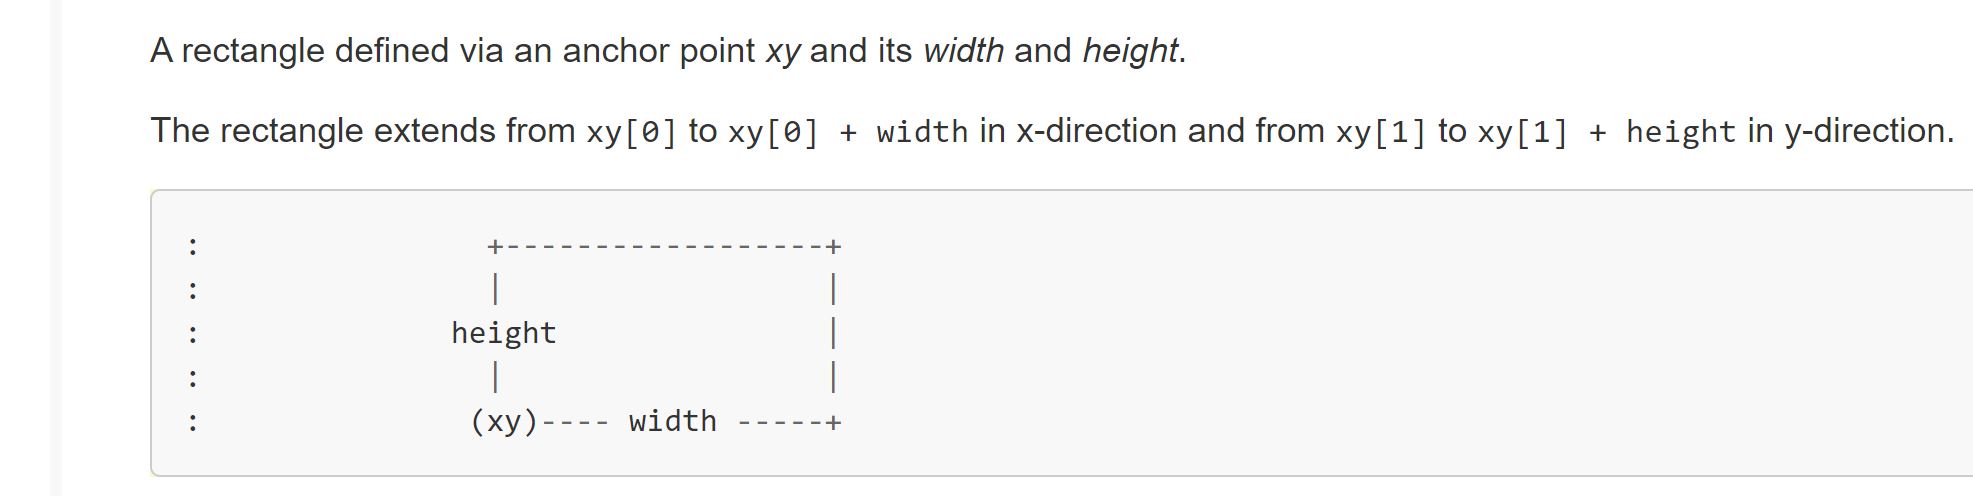 A rectangle defined via an anchor point xy and its width and height.
The rectangle extends from xy[0] to xy[0] + width in x-direction and from xy[1] to xy[1] + height in y-direction.
:                +------------------+
:                |                  |
:              height               |
:                |                  |
:               (xy)---- width -----+